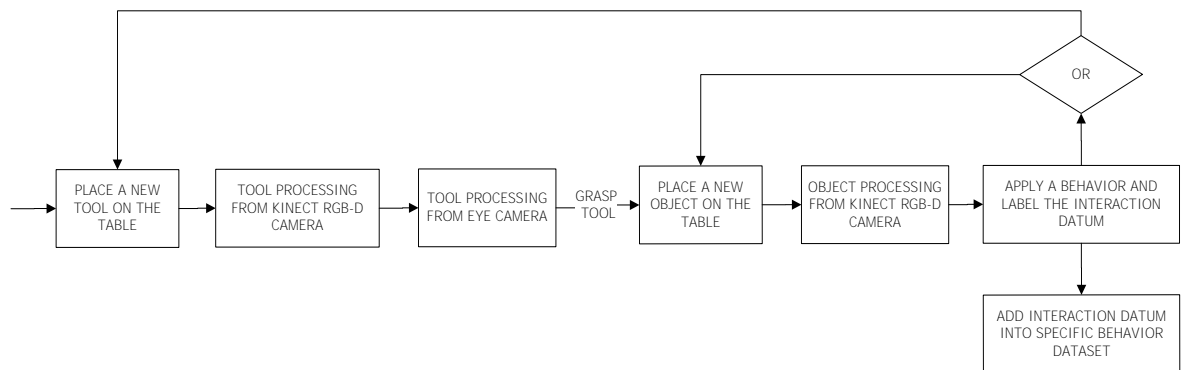 OR
PLACE A NEW
TOOL ON THE
TABLE
TOOL PROCESSING
FROM KINECT RGB-D
CAMERA
TOOL PROCESSING
FROM EYE CAMERA
GRASP
TOOL
PLACE A NEW
OBJECT ON THE
TABLE
OBJECT PROCESSING
FROM KINECT RGB-D
CAMERA
APPLY A BEHAVIOR AND
LABEL THE INTERACTION
DATUM
ADD INTERACTION DATUM
INTO SPECIFIC BEHAVIOR
DATASET